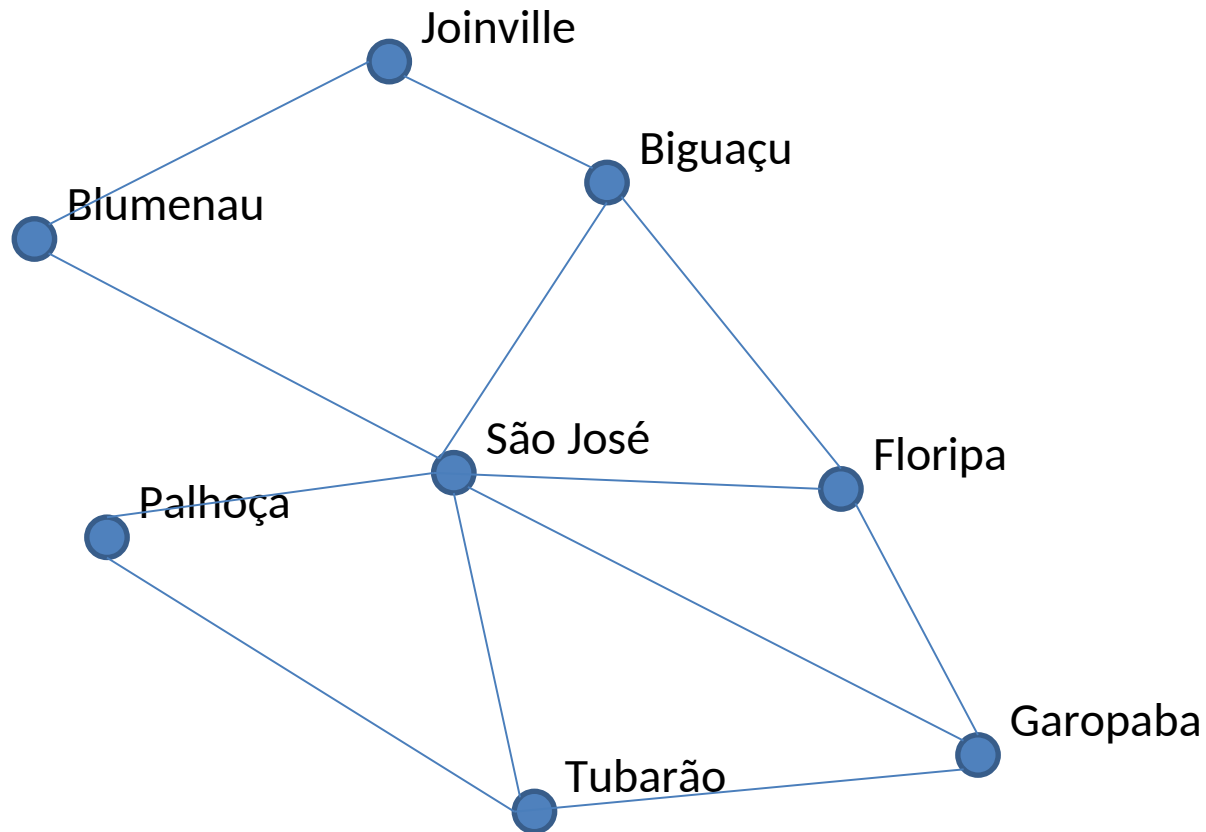 Joinville
Biguaçu
Blumenau
São José
Floripa
Palhoça
Garopaba
Tubarão